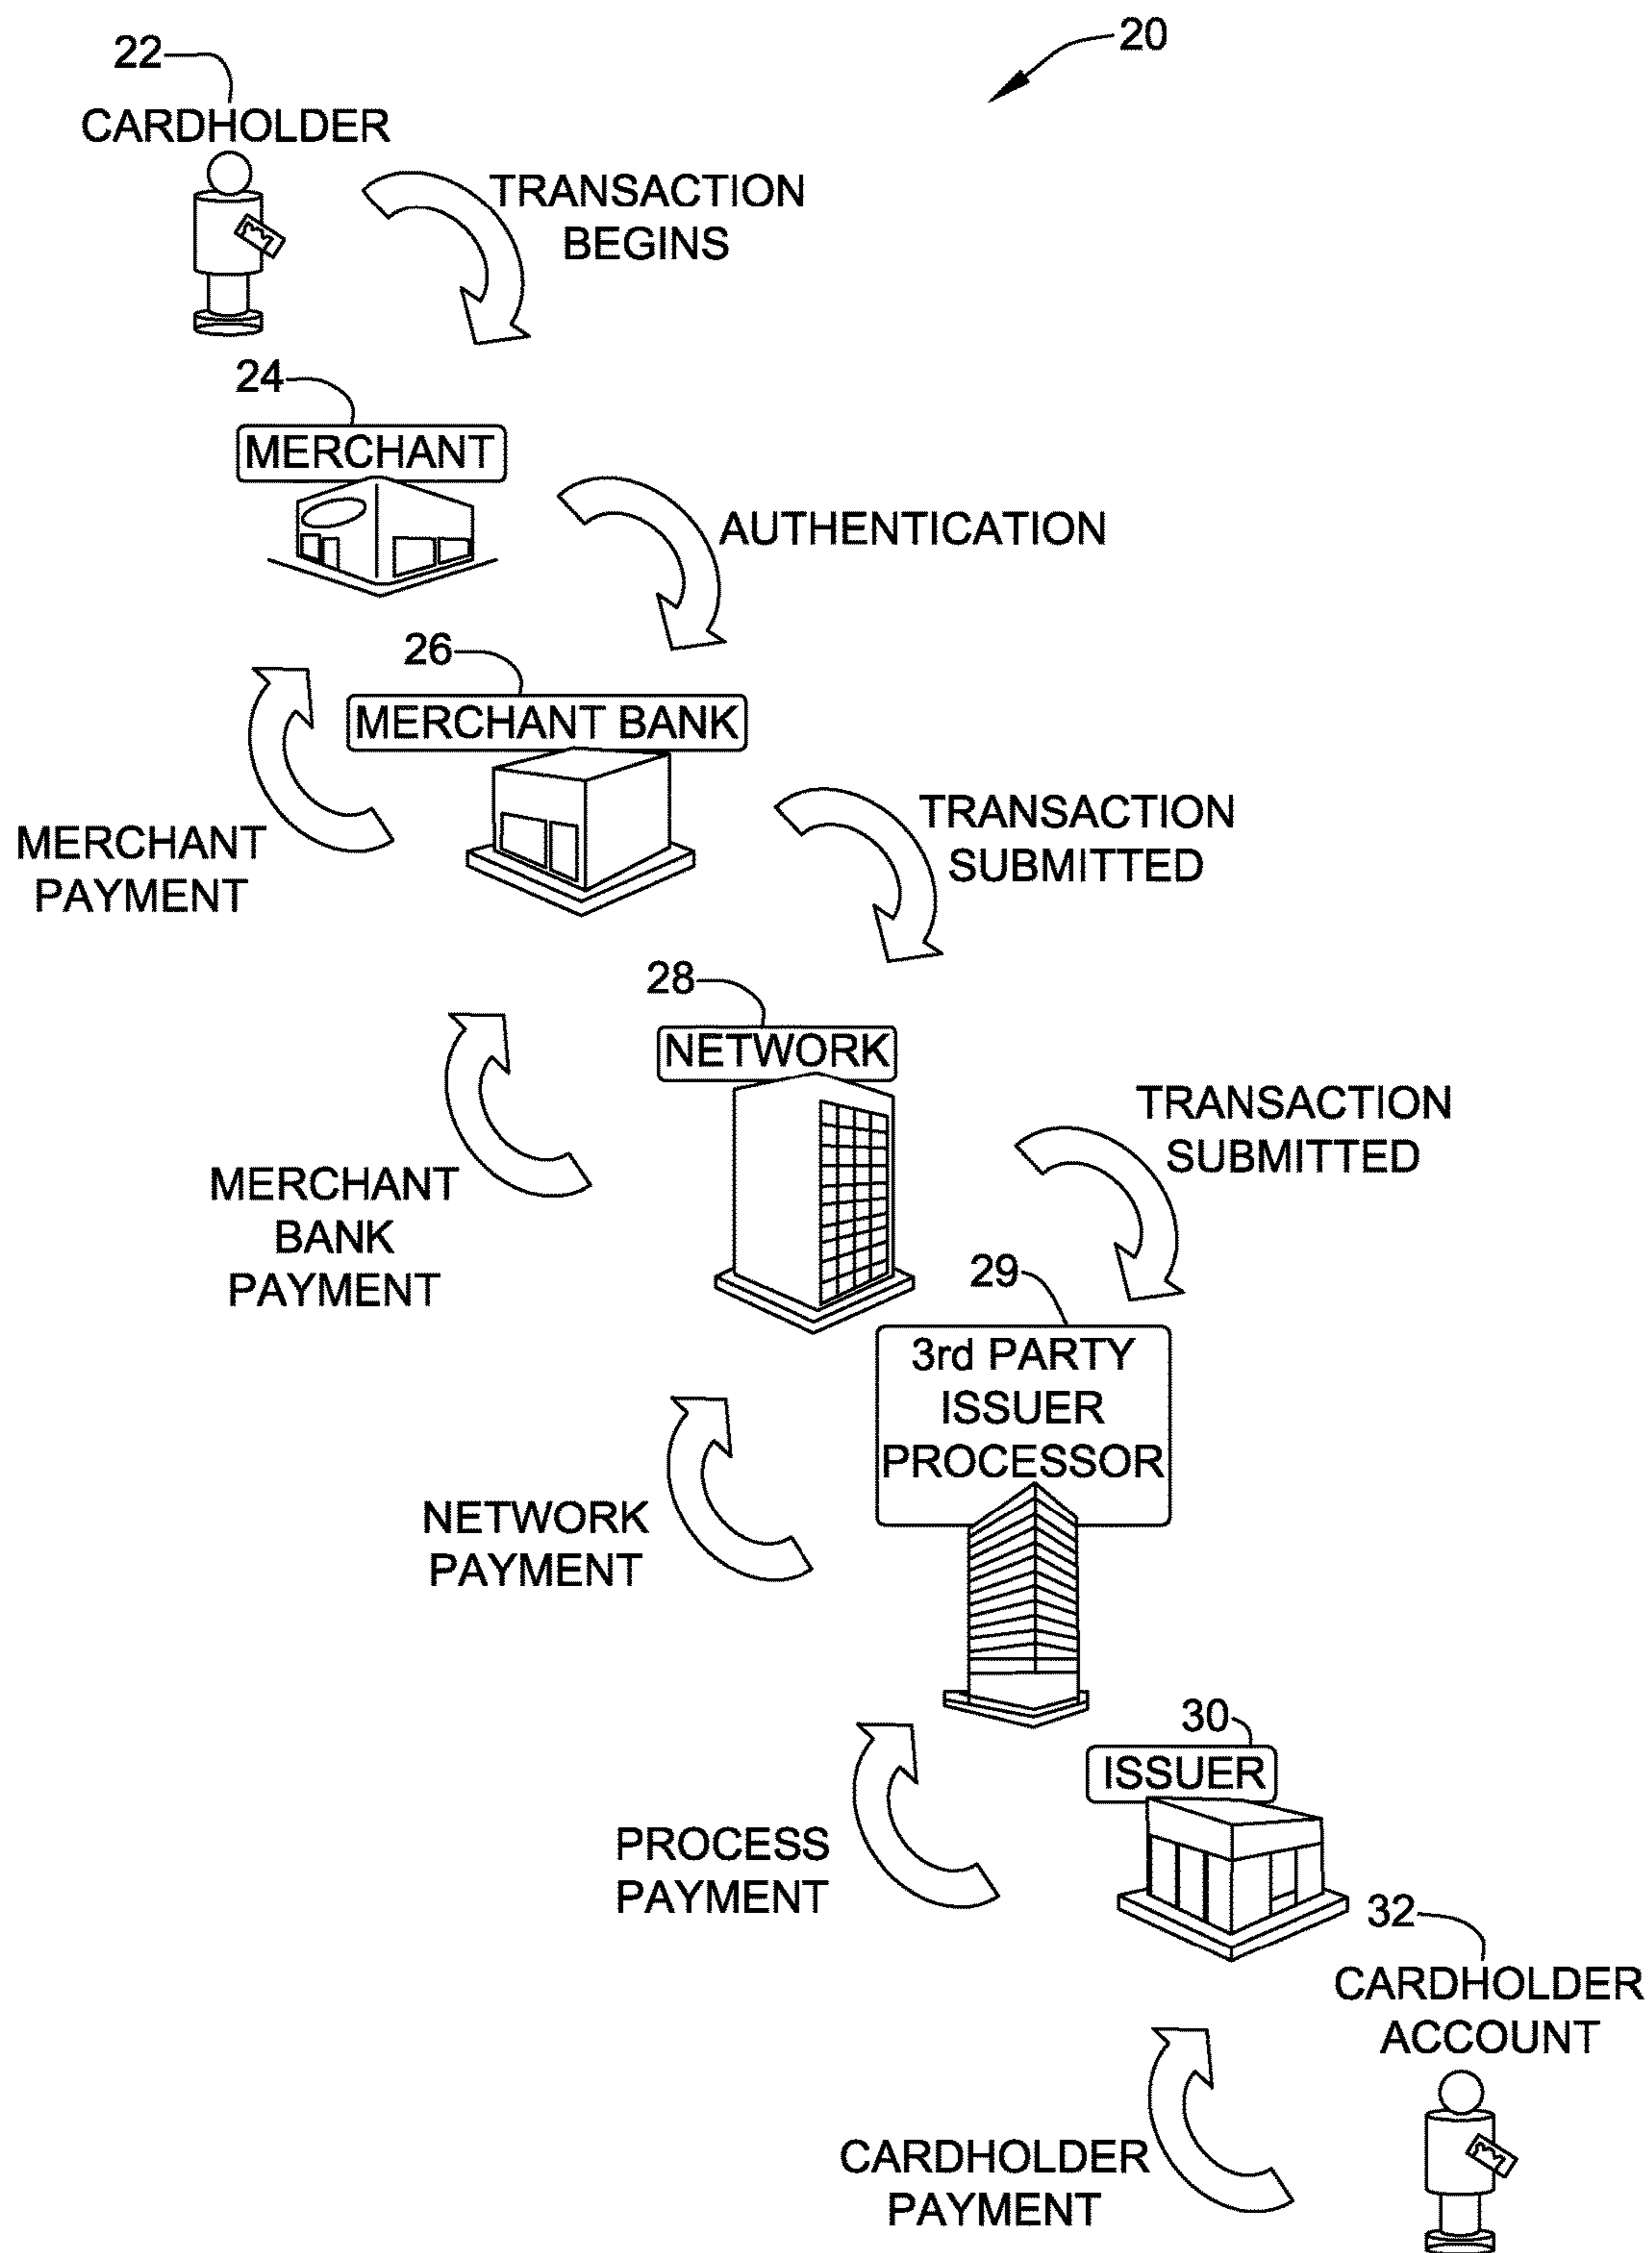 20
22
CARDHOLDER
TRANSACTION
BEGINS
24
MERCHANT
AUTHENTICATION
26
MERCHANT BANK
MERCHANT
PAYMENT
TRANSACTION
SUBMITTED
28
NETWORK
MERCHANT
BANK
PAYMENT
TRANSACTION
SUBMITTED
29
3rd PARTY
ISSUER
PROCESSOR
NETWORK
PAYMENT
30
ISSUER
PROCESS
PAYMENT
32
CARDHOLDER
ACCOUNT
CARDHOLDER
PAYMENT